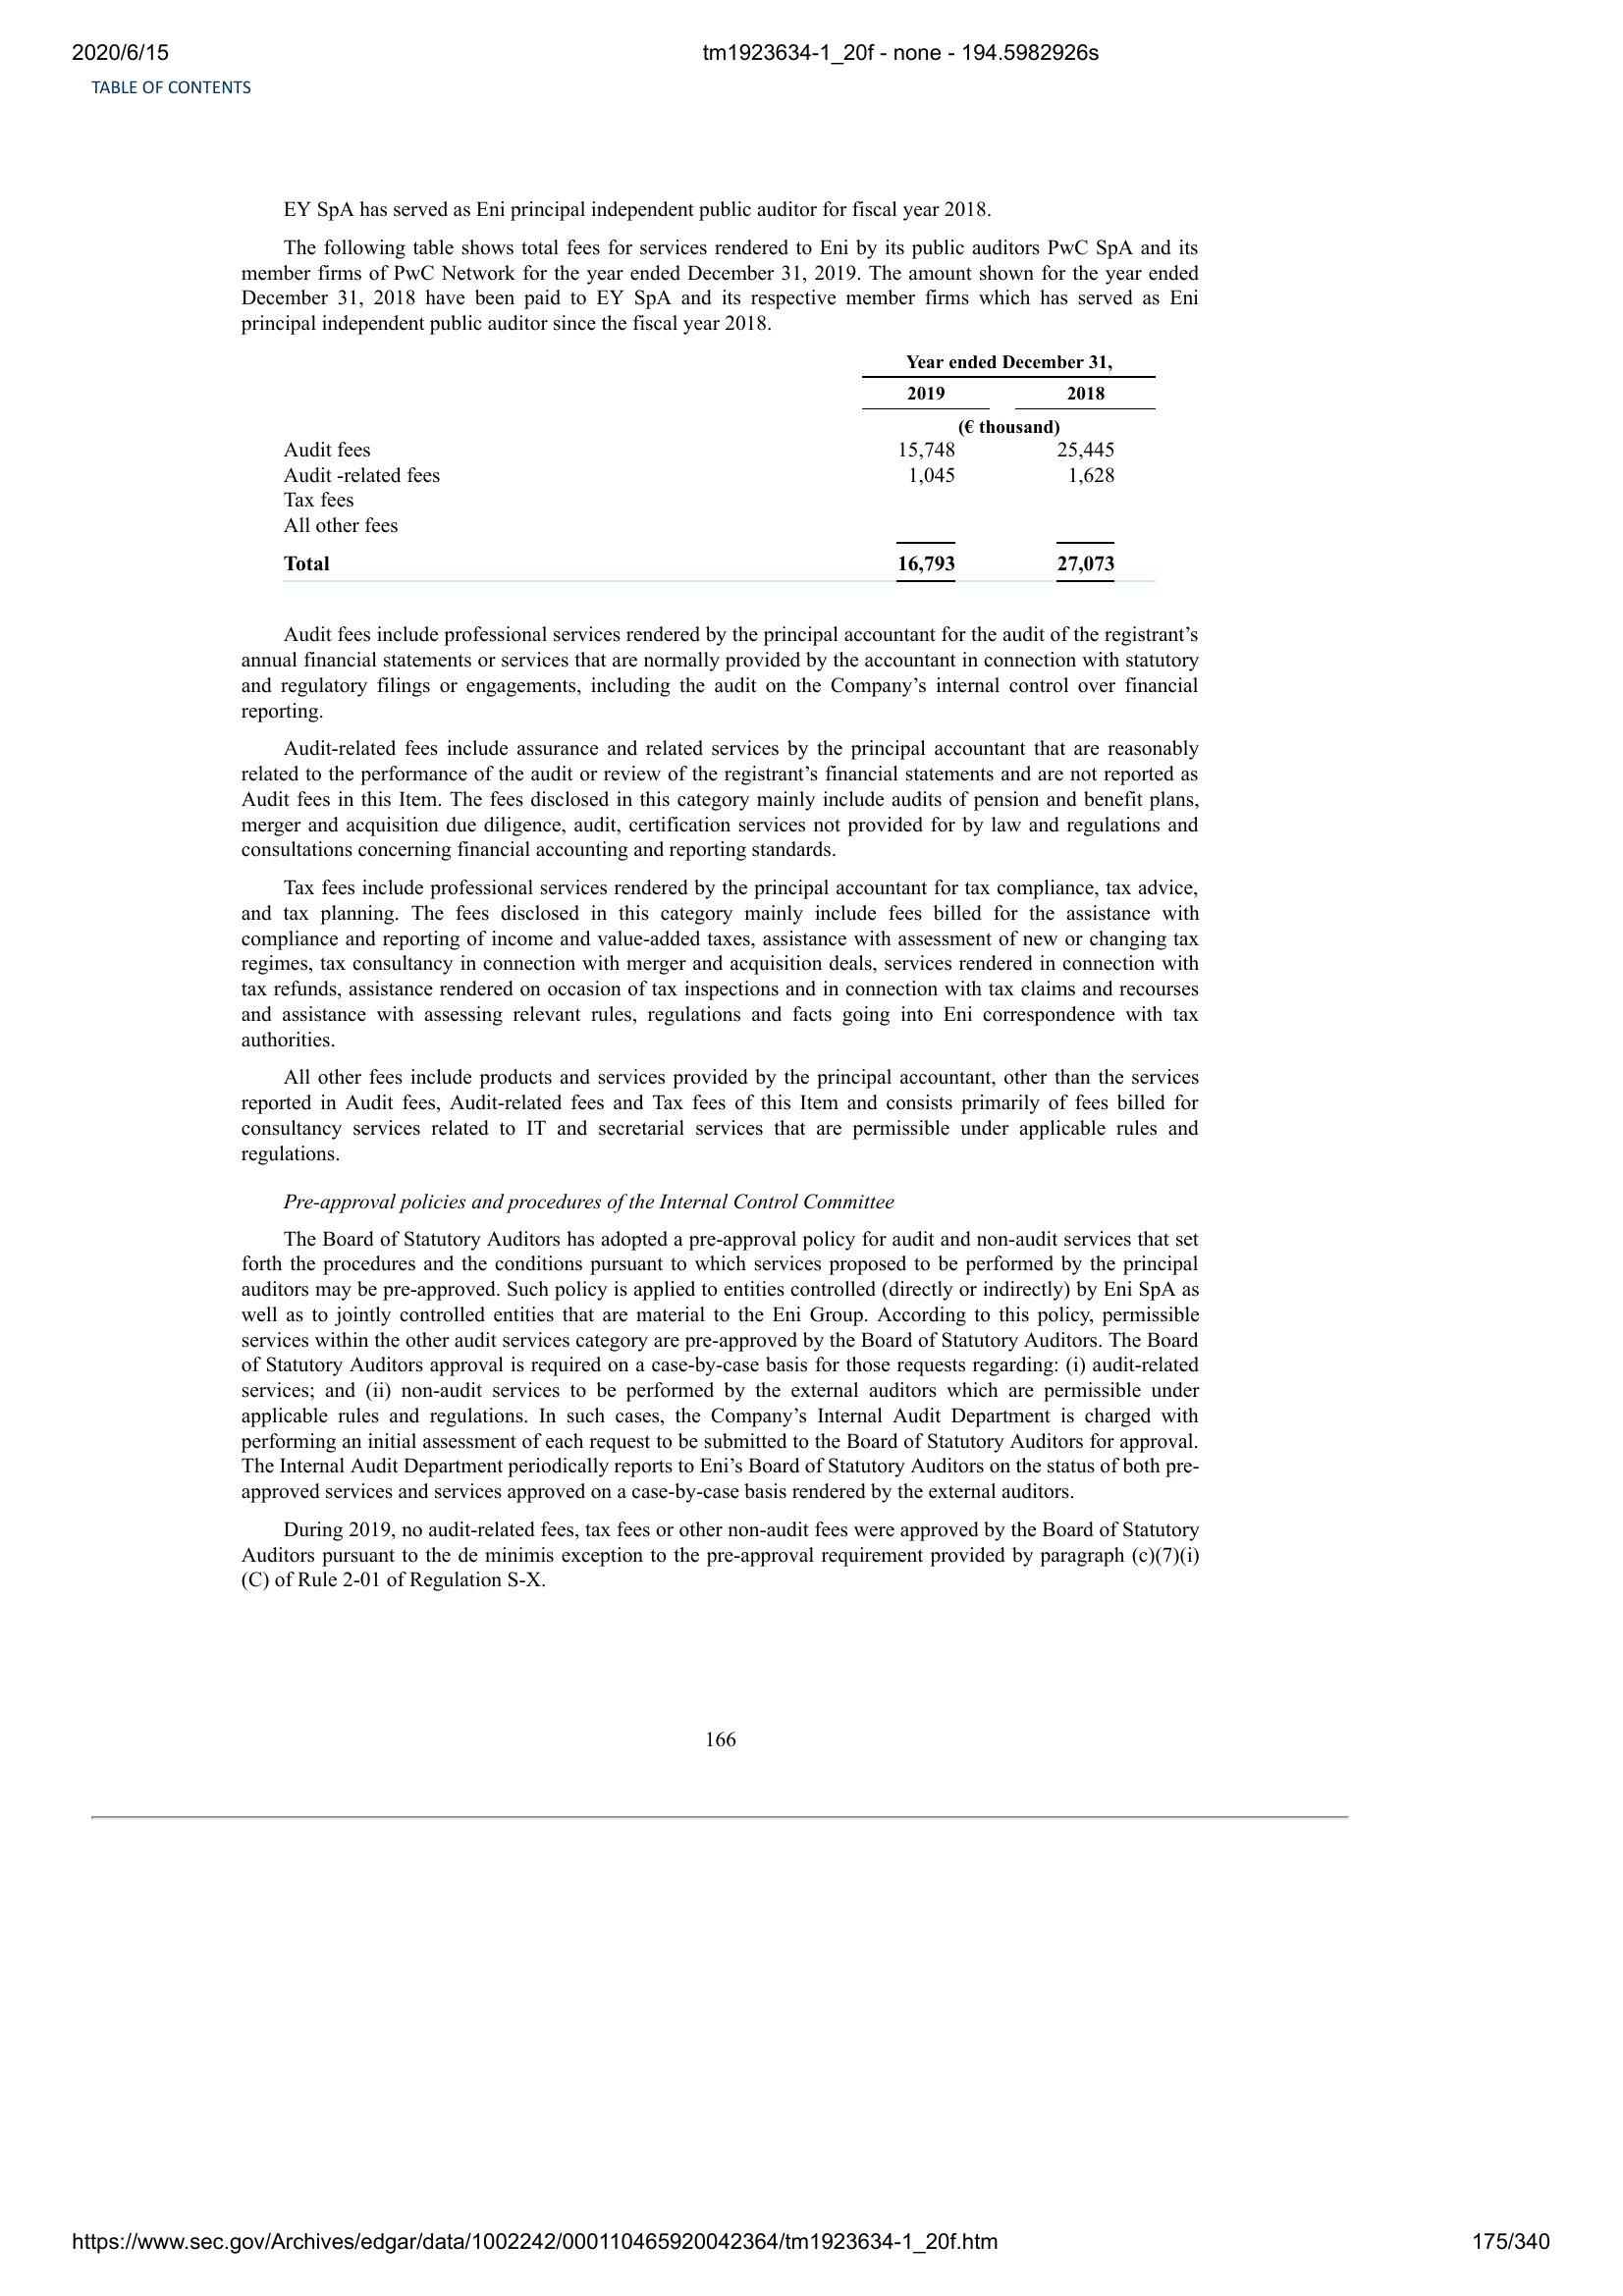 2020/6/15 tm1923634-1_20f - none - 194.5982926s
TABLE OF CONTENTS
EY SpA has served as Eni principal independent public auditor for fiscal year 2018.
The following table shows total fees for services rendered to Eni by its public auditors PwC SpA and its
member firms of PwC Network for the year ended December 31, 2019. The amount shown for the year ended
December 31, 2018 have been paid to EY SpA and its respective member firms which has served as Eni
principal independent public auditor since the fiscal year 2018.
Year ended December 31,
2019 2018
(€ thousand)
Audit fees 15,748 25,445
Audit -related fees 1,045 1,628
Tax fees
All other fees
Total 16,793 27,073
Audit fees include professional services rendered by the principal accountant for the audit of the registrant’s
annual financial statements or services that are normally provided by the accountant in connection with statutory
and regulatory filings or engagements, including the audit on the Company’s internal control over financial
reporting.
Audit-related fees include assurance and related services by the principal accountant that are reasonably
related to the performance of the audit or review of the registrant’s financial statements and are not reported as
Audit fees in this Item. The fees disclosed in this category mainly include audits of pension and benefit plans,
merger and acquisition due diligence, audit, certification services not provided for by law and regulations and
consultations concerning financial accounting and reporting standards.
Tax fees include professional services rendered by the principal accountant for tax compliance, tax advice,
and tax planning. The fees disclosed in this category mainly include fees billed for the assistance with
compliance and reporting of income and value-added taxes, assistance with assessment of new or changing tax
regimes, tax consultancy in connection with merger and acquisition deals, services rendered in connection with
tax refunds, assistance rendered on occasion of tax inspections and in connection with tax claims and recourses
and assistance with assessing relevant rules, regulations and facts going into Eni correspondence with tax
authorities.
All other fees include products and services provided by the principal accountant, other than the services
reported in Audit fees, Audit-related fees and Tax fees of this Item and consists primarily of fees billed for
consultancy services related to IT and secretarial services that are permissible under applicable rules and
regulations.
Pre-approval policies and procedures of the Internal Control Committee
The Board of Statutory Auditors has adopted a pre-approval policy for audit and non-audit services that set
forth the procedures and the conditions pursuant to which services proposed to be performed by the principal
auditors may be pre-approved. Such policy is applied to entities controlled (directly or indirectly) by Eni SpA as
well as to jointly controlled entities that are material to the Eni Group. According to this policy, permissible
services within the other audit services category are pre-approved by the Board of Statutory Auditors. The Board
of Statutory Auditors approval is required on a case-by-case basis for those requests regarding: (i) audit-related
services; and (ii) non-audit services to be performed by the external auditors which are permissible under
applicable rules and regulations. In such cases, the Company’s Internal Audit Department is charged with
performing an initial assessment of each request to be submitted to the Board of Statutory Auditors for approval.
The Internal Audit Department periodically reports to Eni’s Board of Statutory Auditors on the status of both pre-
approved services and services approved on a case-by-case basis rendered by the external auditors.
During 2019, no audit-related fees, tax fees or other non-audit fees were approved by the Board of Statutory
Auditors pursuant to the de minimis exception to the pre-approval requirement provided by paragraph (c)(7)(i)
(C) of Rule 2-01 of Regulation S-X.
166
https://www.sec.gov/Archives/edgar/data/1002242/000110465920042364/tm1923634-1_20f.htm 175/340